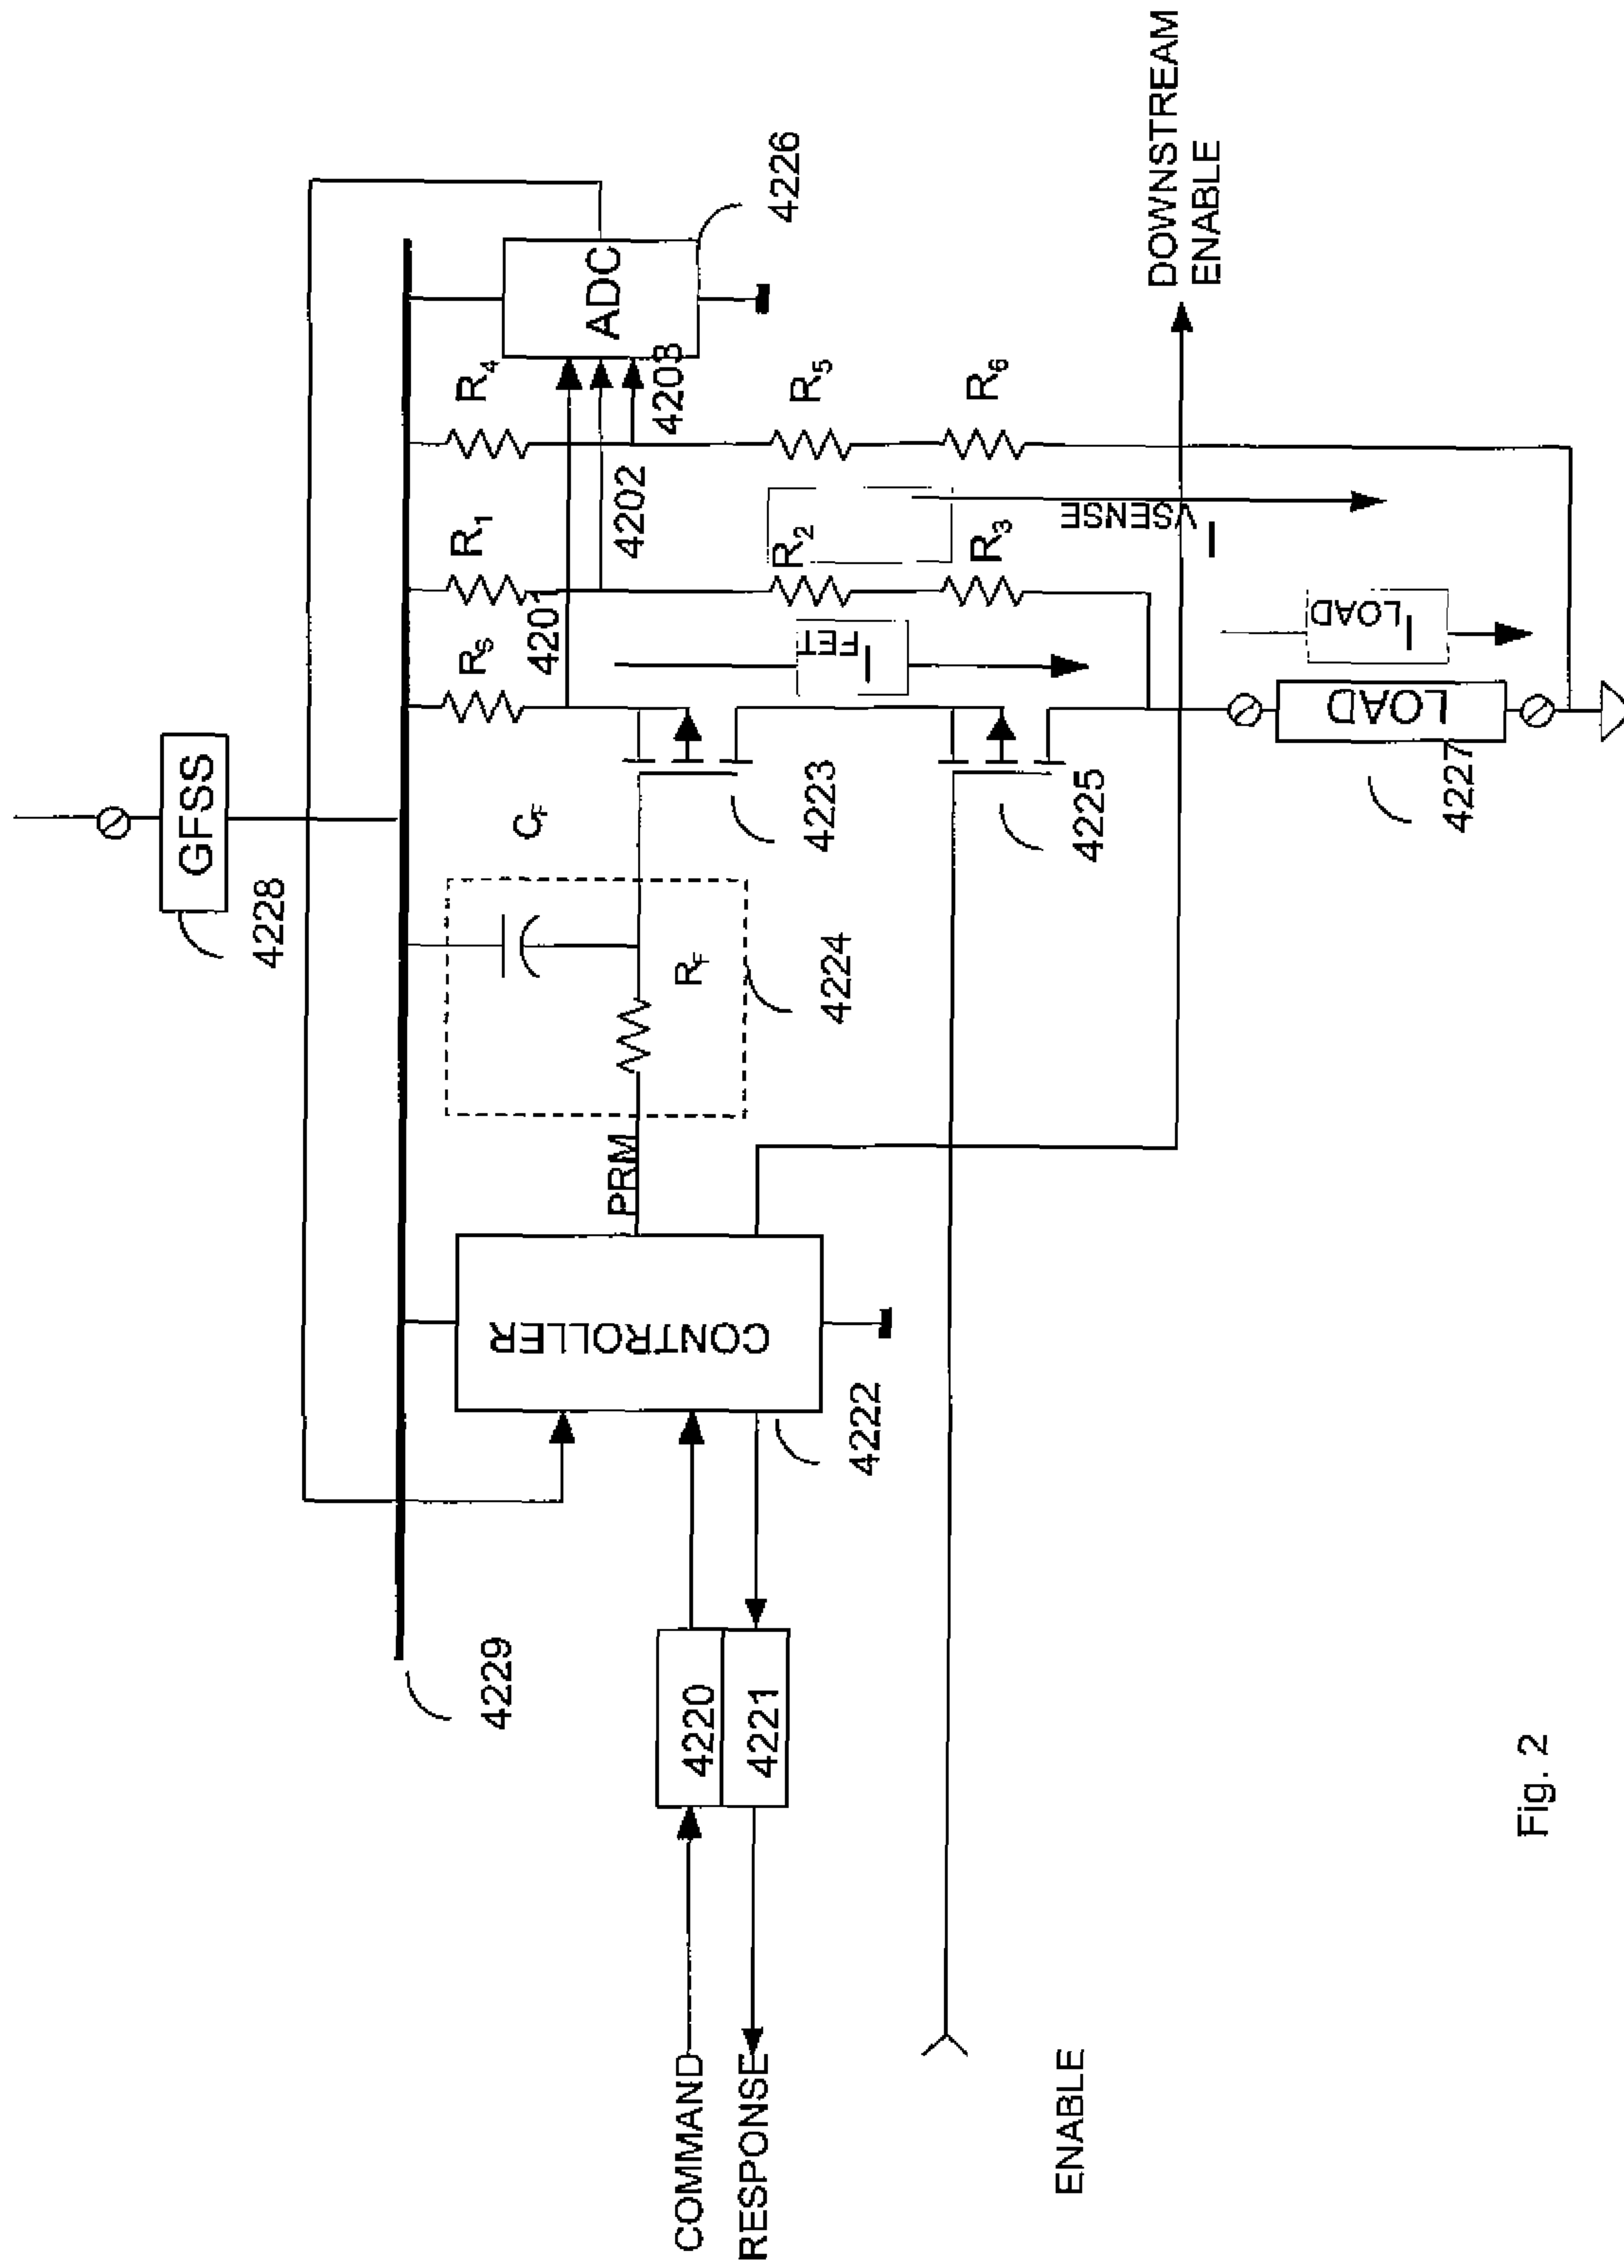 GFSS
4228
4229
ADC
4226
R4
R5
R6
4203
R1
4202
R2
R3
I VSENSE
RS
4201
I FET
I LOAD
LOAD
4227
CF
RF
4224
4223
4225
PRM
CONTROLLER
4222
4220
4221
COMMAND
RESPONSE
ENABLE
DOWNSTREAM
ENABLE
Fig. 2